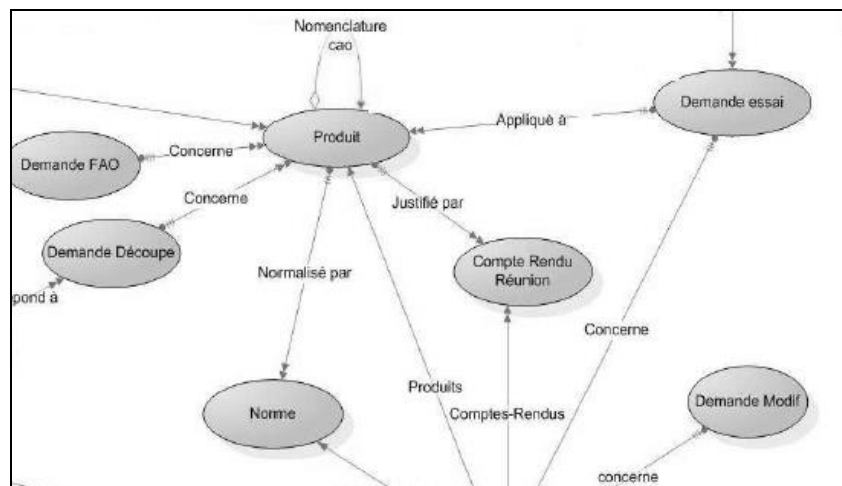 Nomenclature
cao
Demande essai
Appliqué à
Produit
Concerne
Demande FAO
Concerne
Justifié par
Demande Découpe
Compte Rendu
Réunion
Normalisé par
pond à
Concerne
Produits
Norme
Comptes-Rendus
Demande Modif
concerne